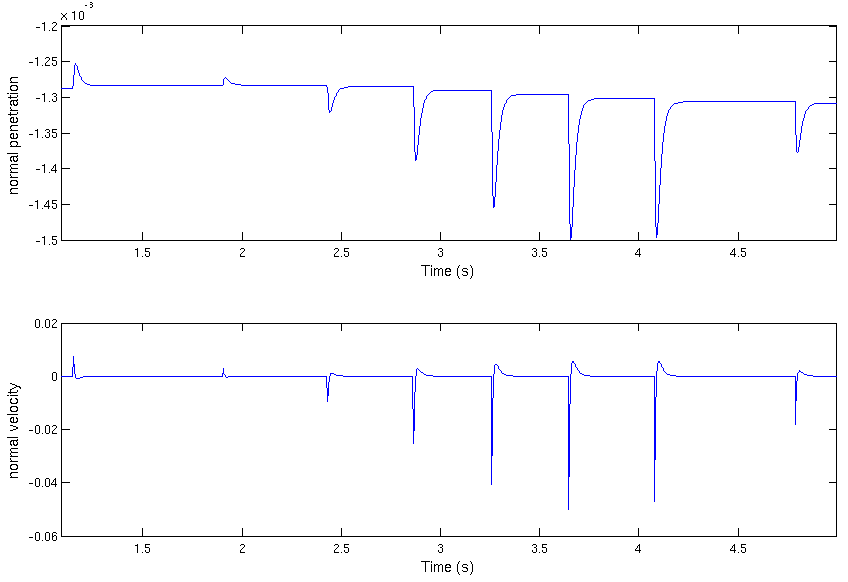 × 10⁻³
-1.2
-1.25
-1.3
-1.35
-1.4
-1.45
-1.5
normal penetration
1.5 2 2.5 3 3.5 4 4.5
Time (s)
0.02
0
-0.02
-0.04
-0.06
normal velocity
1.5 2 2.5 3 3.5 4 4.5
Time (s)